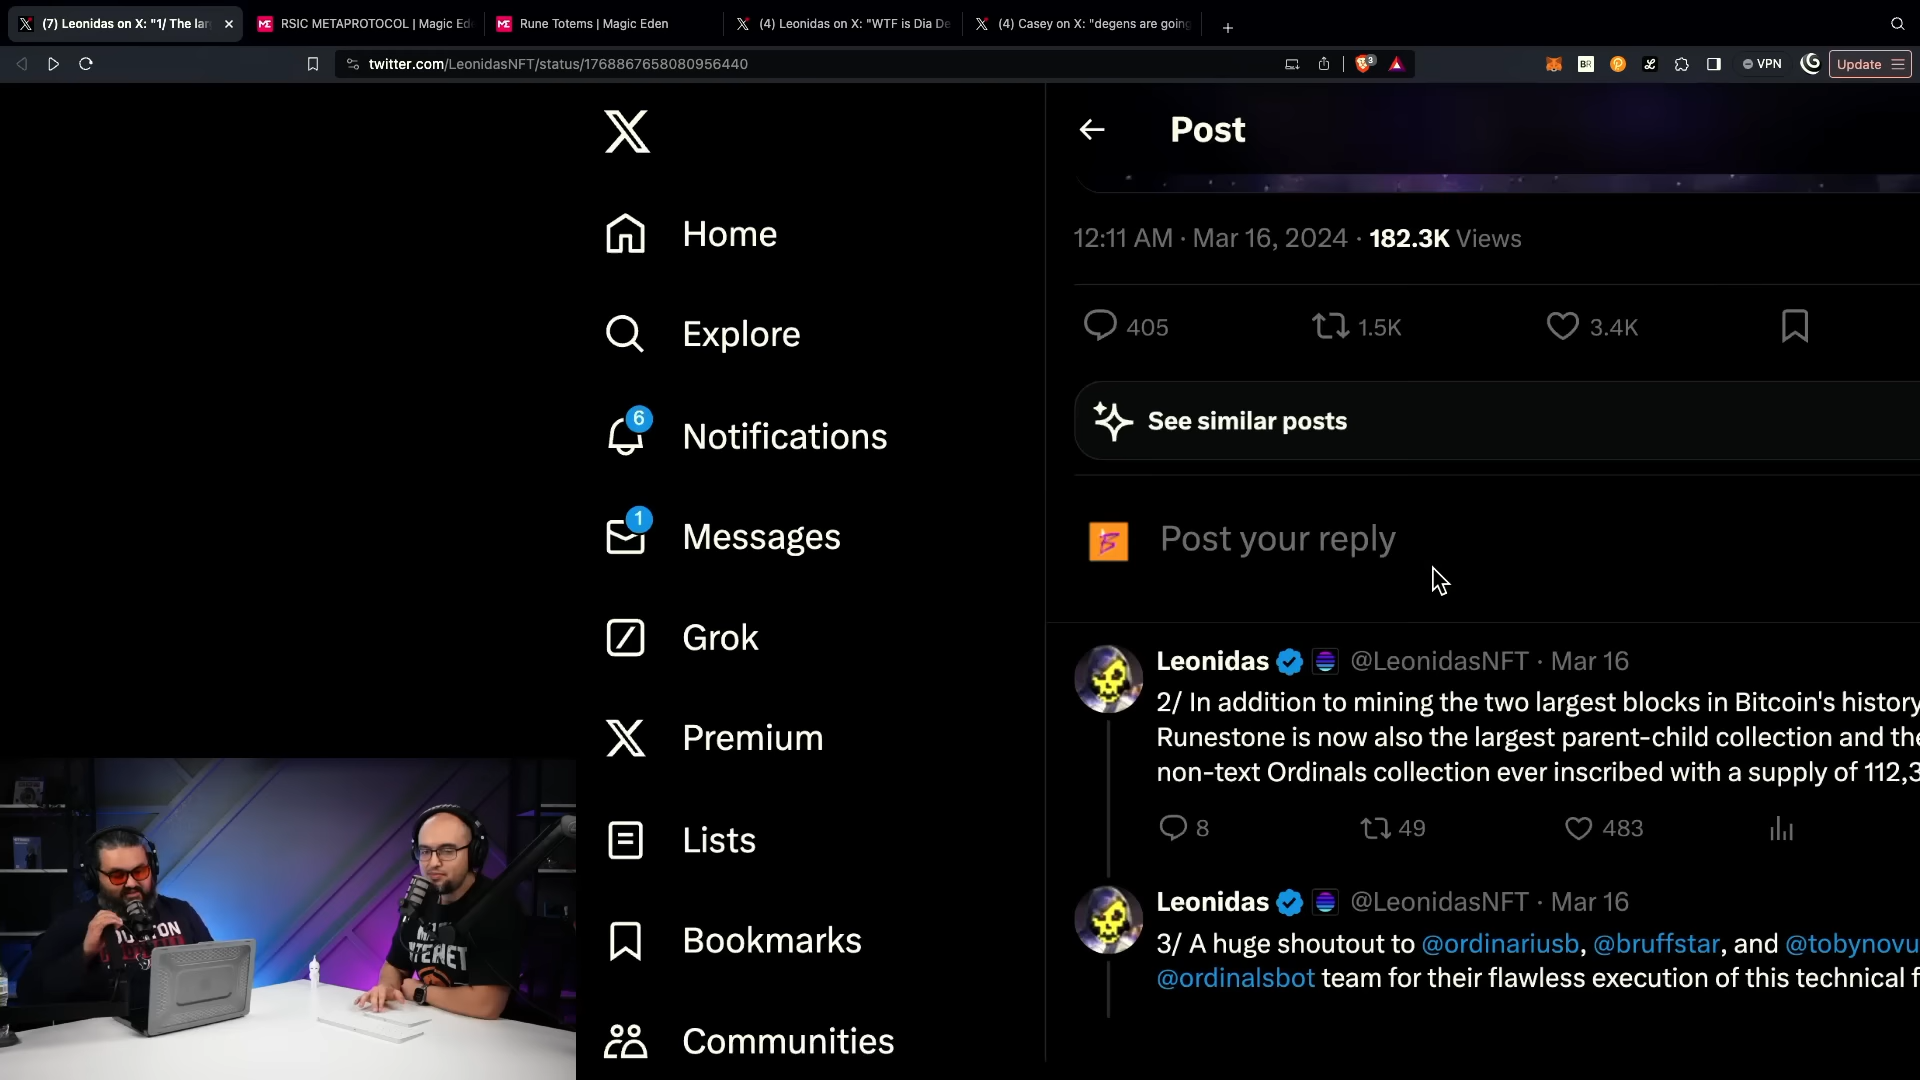 (7) Leonidas on X: "1/ The lar
RSIC METAPROTOCOL | Magic Ed
Rune Totems | Magic Eden
(4) Leonidas on X: "WTF is Dia De
(4) Casey on X: "degens are going
twitter.com/LeonidasNFT/status/1768867658080956440
3
BR
VPN
Update
Home
Explore
6
Notifications
1
Messages
Grok
Premium
Lists
Bookmarks
Communities
Post
12:11 AM · Mar 16, 2024 · 182.3K Views
405
1.5K
3.4K
See similar posts
Post your reply
Leonidas @LeonidasNFT · Mar 16
2/ In addition to mining the two largest blocks in Bitcoin's history
Runestone is now also the largest parent-child collection and the
non-text Ordinals collection ever inscribed with a supply of 112,3
8
49
483
Leonidas @LeonidasNFT · Mar 16
3/ A huge shoutout to @ordinariusb, @bruffstar, and @tobynovu
@ordinalsbot team for their flawless execution of this technical f